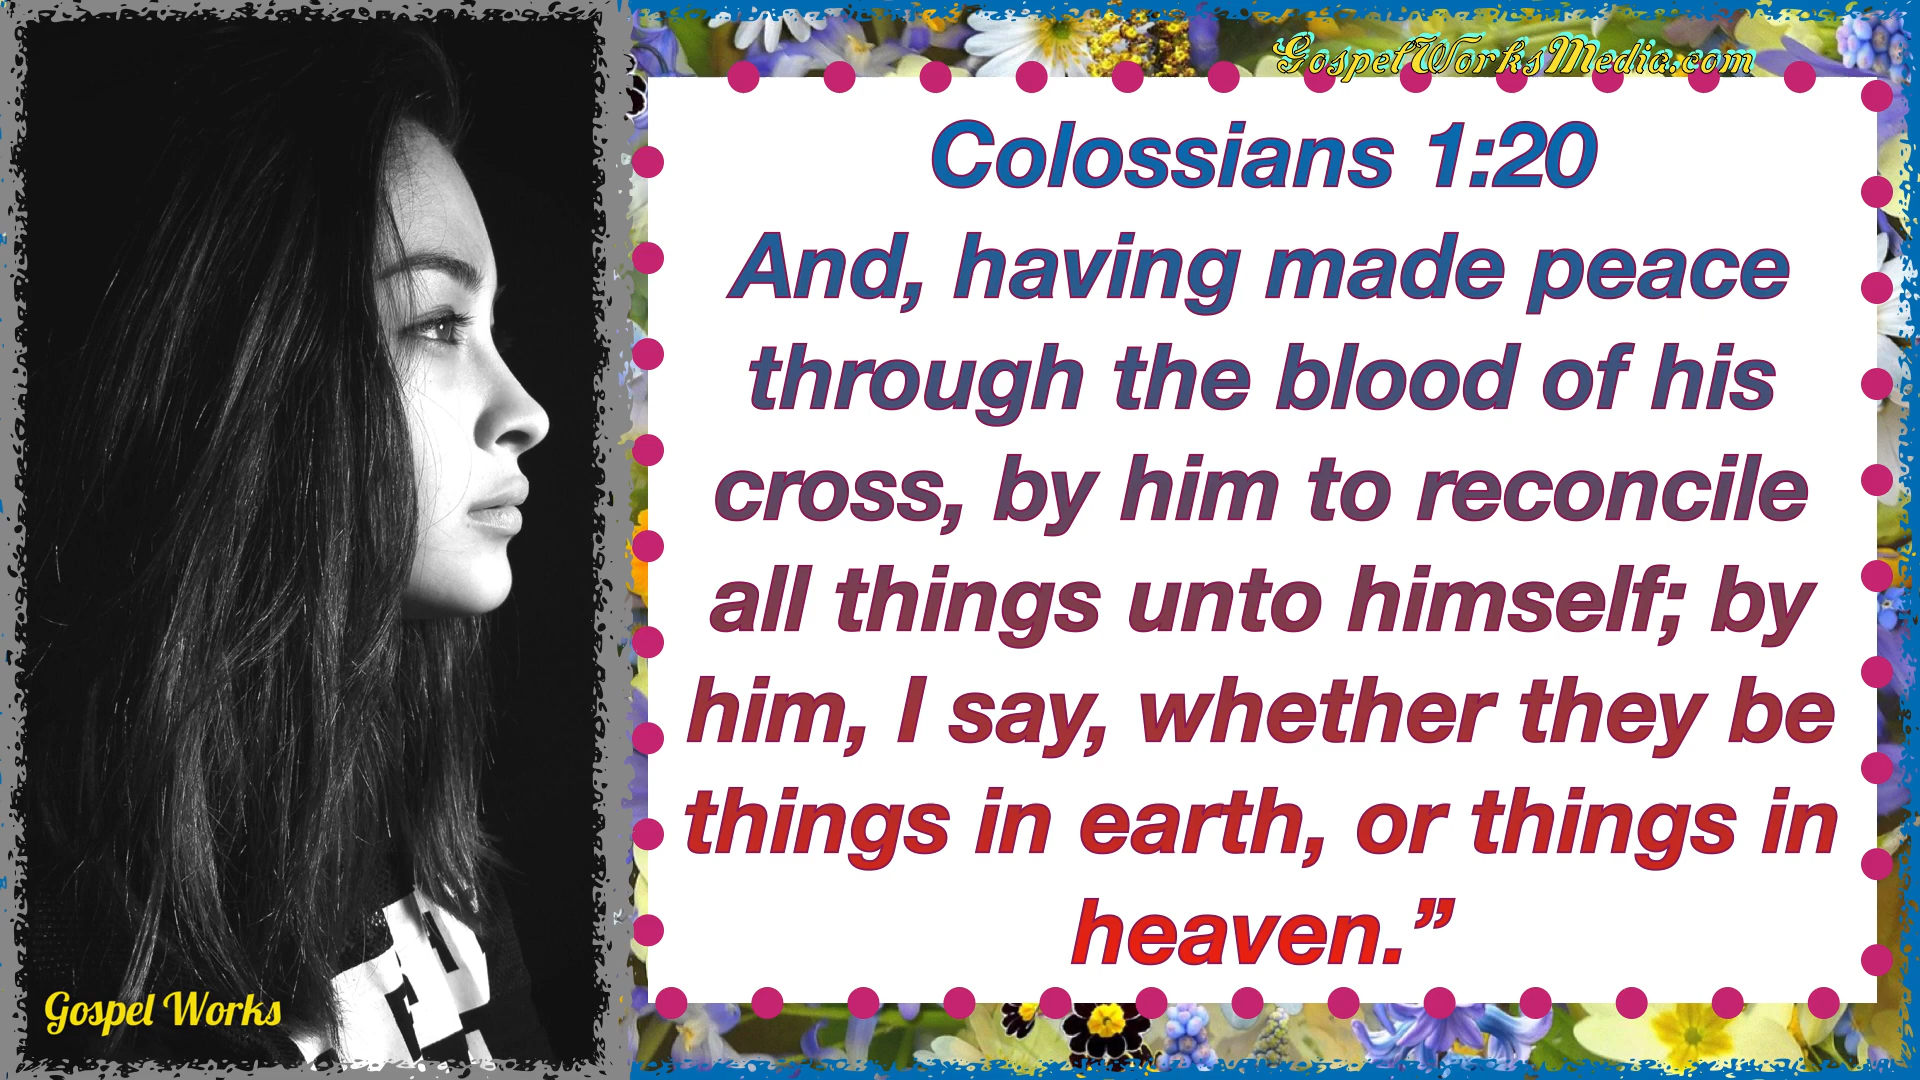 GospelWorksMedia.com
Colossians 1:20
And, having made peace
through the blood of his
cross, by him to reconcile
all things unto himself; by
him, I say, whether they be
things in earth, or things in
heaven.”
Gospel Works